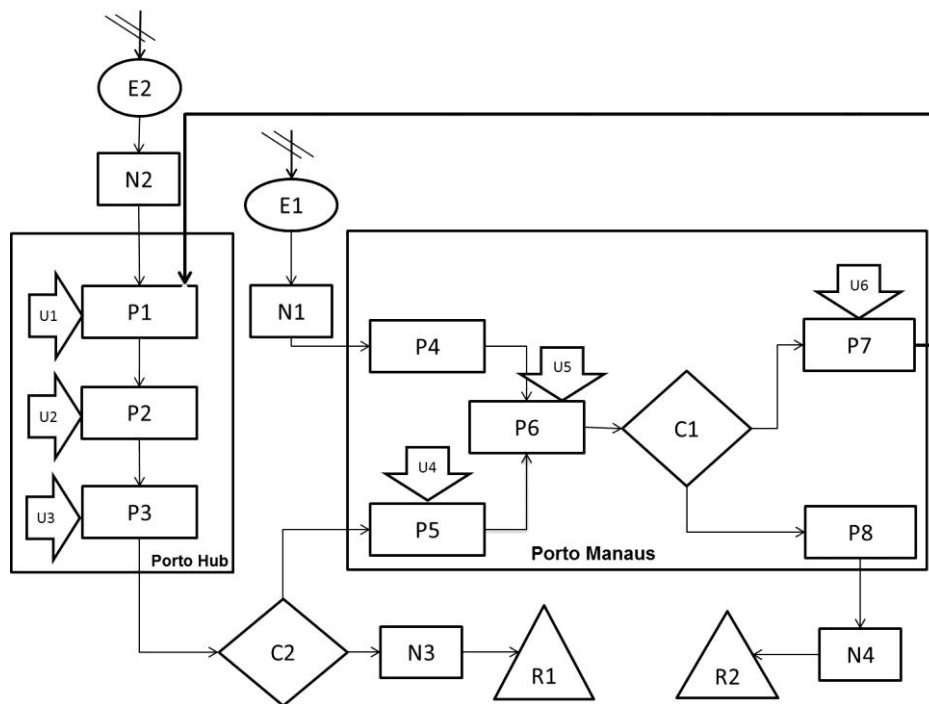 E2
N2
E1
U1
P1
N1
P4
U6
P7
U5
U2
P2
P6
C1
U4
U3
P3
P5
P8
Porto Hub
Porto Manaus
C2
N3
R1
R2
N4